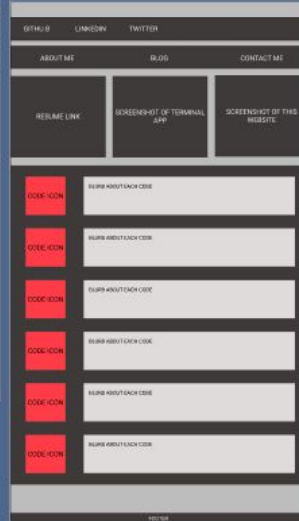 GITHUB LINKEDIN TWITTER
ABOUT ME BLOG CONTACT ME
RESUME LINK
SCREENSHOT OF TERMINAL
APP
SCREENSHOT OF THIS
WEBSITE
CODE ICON
BLURB ABOUT EACH CODE
CODE ICON
BLURB ABOUT EACH CODE
CODE ICON
BLURB ABOUT EACH CODE
CODE ICON
BLURB ABOUT EACH CODE
CODE ICON
BLURB ABOUT EACH CODE
CODE ICON
BLURB ABOUT EACH CODE
FOOTER